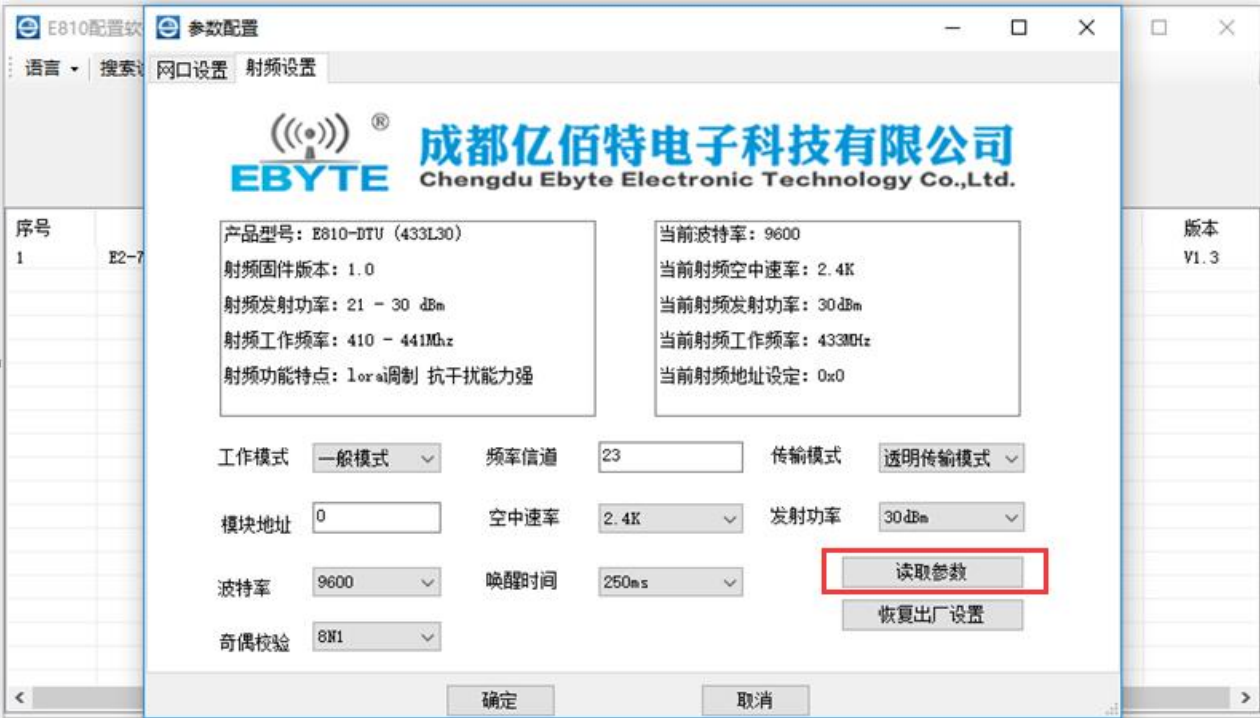 E810配置软
参数配置
语言
搜索
网口设置
射频设置
®
EBYTE
成都亿佰特电子科技有限公司
Chengdu Ebyte Electronic Technology Co.,Ltd.
序号
版本
1
E2-7
V1.3
产品型号: E810-DTU (433L30)
射频固件版本: 1.0
射频发射功率: 21 - 30 dBm
射频工作频率: 410 - 441Mhz
射频功能特点: lora调制 抗干扰能力强
当前波特率: 9600
当前射频空中速率: 2.4K
当前射频发射功率: 30dBm
当前射频工作频率: 433MHz
当前射频地址设定: 0x0
工作模式 一般模式 频率信道 23 传输模式 透明传输模式
模块地址 0 空中速率 2.4K 发射功率 30dBm
波特率 9600 唤醒时间 250ms 读取参数
恢复出厂设置
奇偶校验 8N1
确定 取消